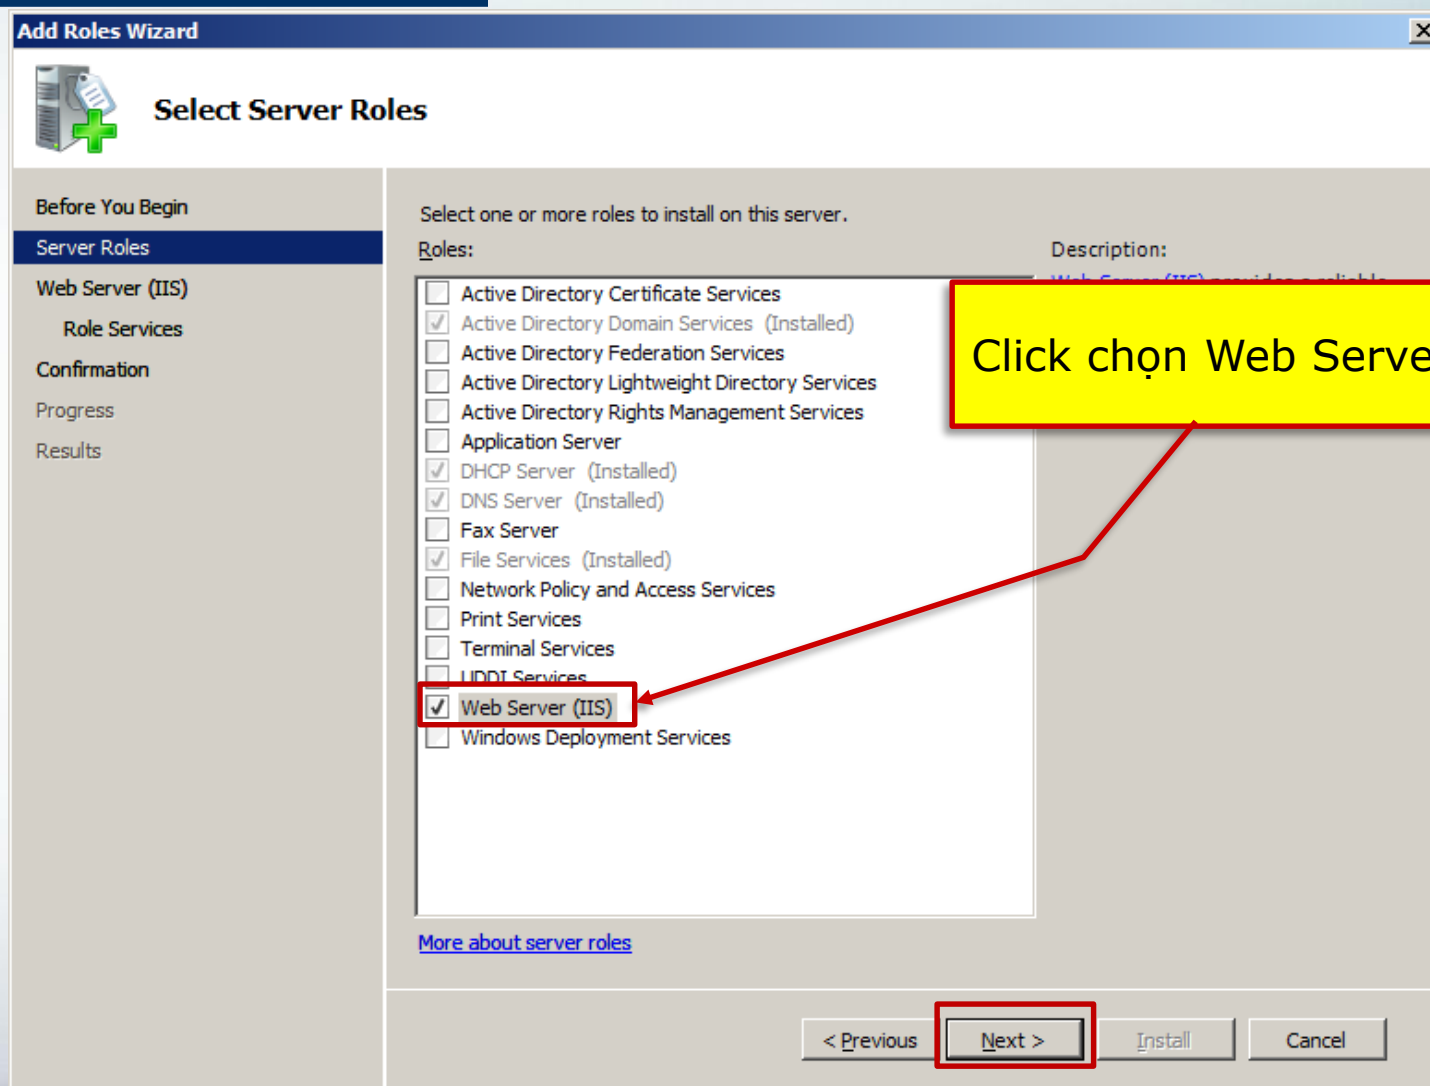 Add Roles Wizard
Select Server Roles
Before You Begin
Server Roles
Web Server (IIS)
Role Services
Confirmation
Progress
Results
Select one or more roles to install on this server.
Roles:
Active Directory Certificate Services
Active Directory Domain Services (Installed)
Active Directory Federation Services
Active Directory Lightweight Directory Services
Active Directory Rights Management Services
Application Server
DHCP Server (Installed)
DNS Server (Installed)
Fax Server
File Services (Installed)
Network Policy and Access Services
Print Services
Terminal Services
UDDI Services
Web Server (IIS)
Windows Deployment Services
More about server roles
Description:
Web Server (IIS) provides a reliable
Click chọn Web Serve
< Previous
Next >
Install
Cancel